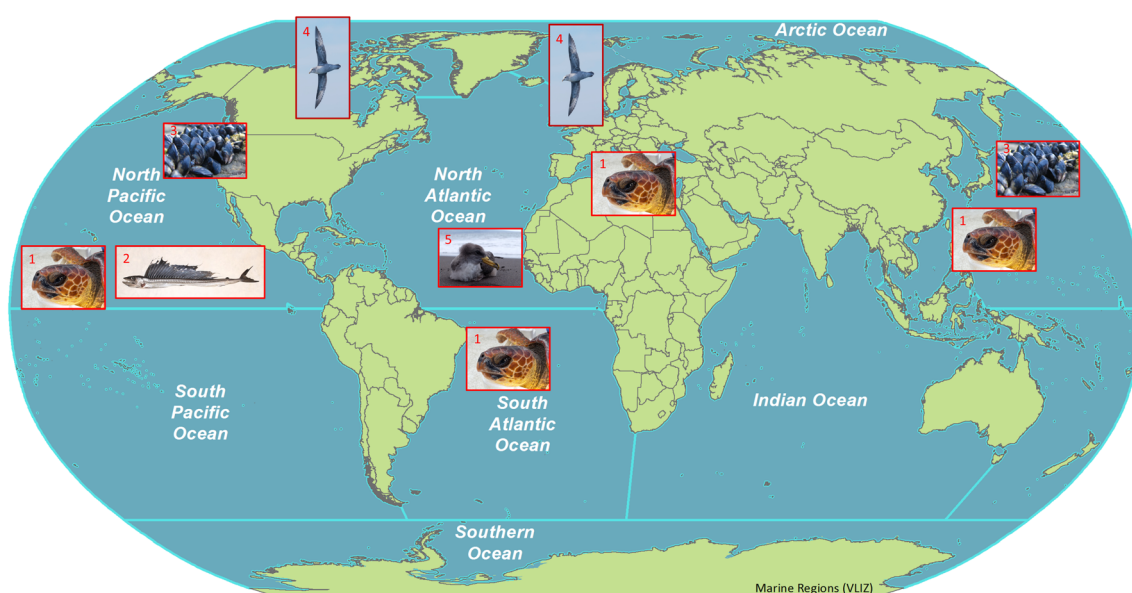 Arctic Ocean
4
4
3
3
North
Pacific
Ocean
North
Atlantic
Ocean
1
1
5
1
2
1
South
Pacific
Ocean
South
Atlantic
Ocean
Indian Ocean
Southern
Ocean
Marine Regions (VLIZ)